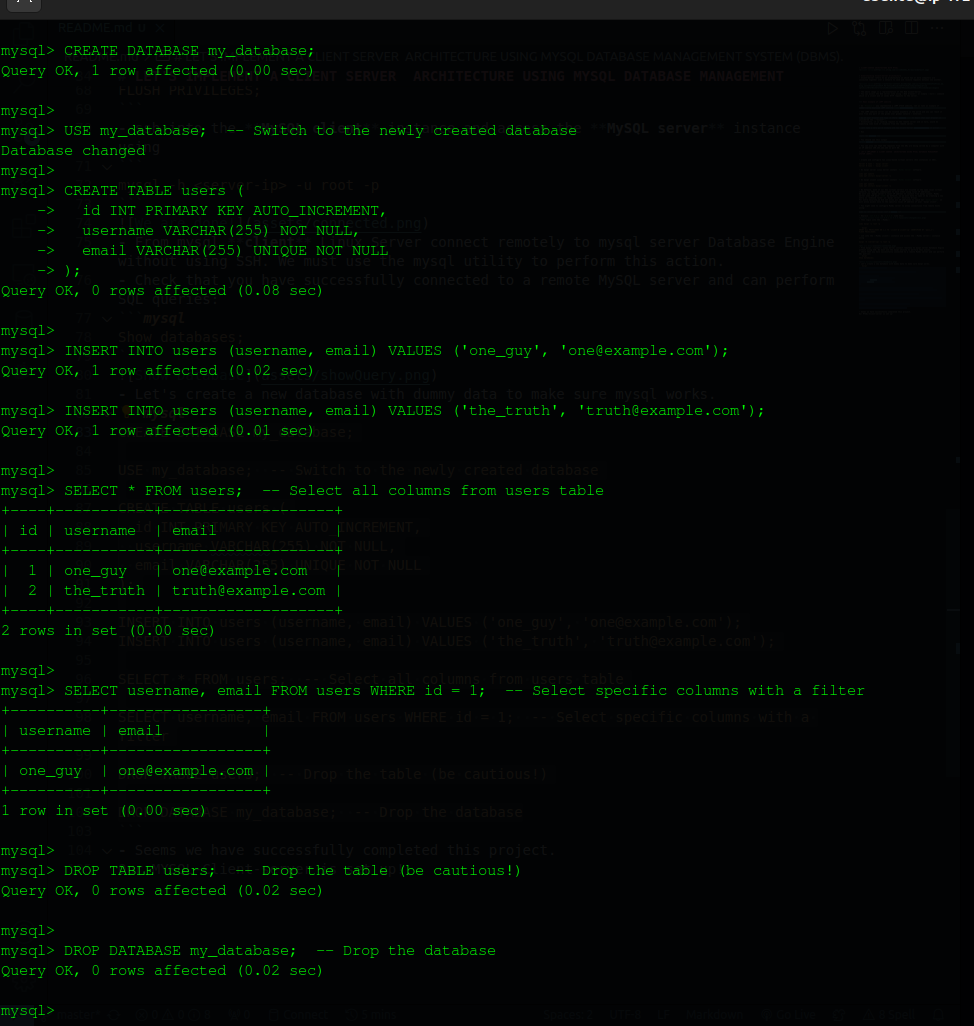 README.md U
mysql> CREATE DATABASE my_database;
Query OK, 1 row affected (0.00 sec)
mysql>
mysql> USE my_database;  -- Switch to the newly created database
Database changed
mysql>
mysql> CREATE TABLE users (
    ->   id INT PRIMARY KEY AUTO_INCREMENT,
    ->   username VARCHAR(255) NOT NULL,
    ->   email VARCHAR(255) UNIQUE NOT NULL
    -> );
Query OK, 0 rows affected (0.08 sec)
mysql>
mysql> INSERT INTO users (username, email) VALUES ('one_guy', 'one@example.com');
Query OK, 1 row affected (0.02 sec)
mysql> INSERT INTO users (username, email) VALUES ('the_truth', 'truth@example.com');
Query OK, 1 row affected (0.01 sec)
mysql>
mysql> SELECT * FROM users;  -- Select all columns from users table
+----+-----------+-------------------+
| id | username  | email             |
+----+-----------+-------------------+
|  1 | one_guy   | one@example.com   |
|  2 | the_truth | truth@example.com |
+----+-----------+-------------------+
2 rows in set (0.00 sec)
mysql>
mysql> SELECT username, email FROM users WHERE id = 1;  -- Select specific columns with a filter
+----------+-----------------+
| username | email           |
+----------+-----------------+
| one_guy  | one@example.com |
+----------+-----------------+
1 row in set (0.00 sec)
mysql>
mysql> DROP TABLE users;  -- Drop the table (be cautious!)
Query OK, 0 rows affected (0.02 sec)
mysql>
mysql> DROP DATABASE my_database;  -- Drop the database
Query OK, 0 rows affected (0.02 sec)
mysql>